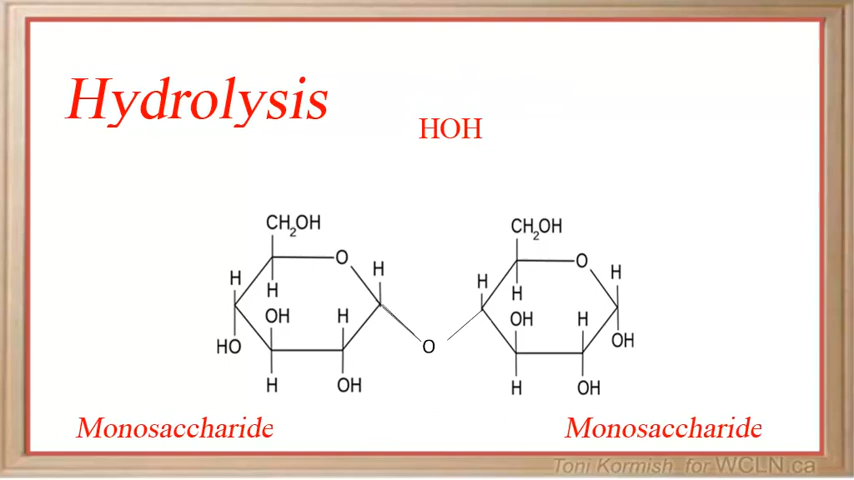 Hydrolysis
HOH
CH2OH
CH2OH
O
O
H
H
H
H
H
H
OH
H
OH
H
HO
O
OH
H
OH
H
OH
Monosaccharide
Monosaccharide
Toni Kormish for WCLN.ca